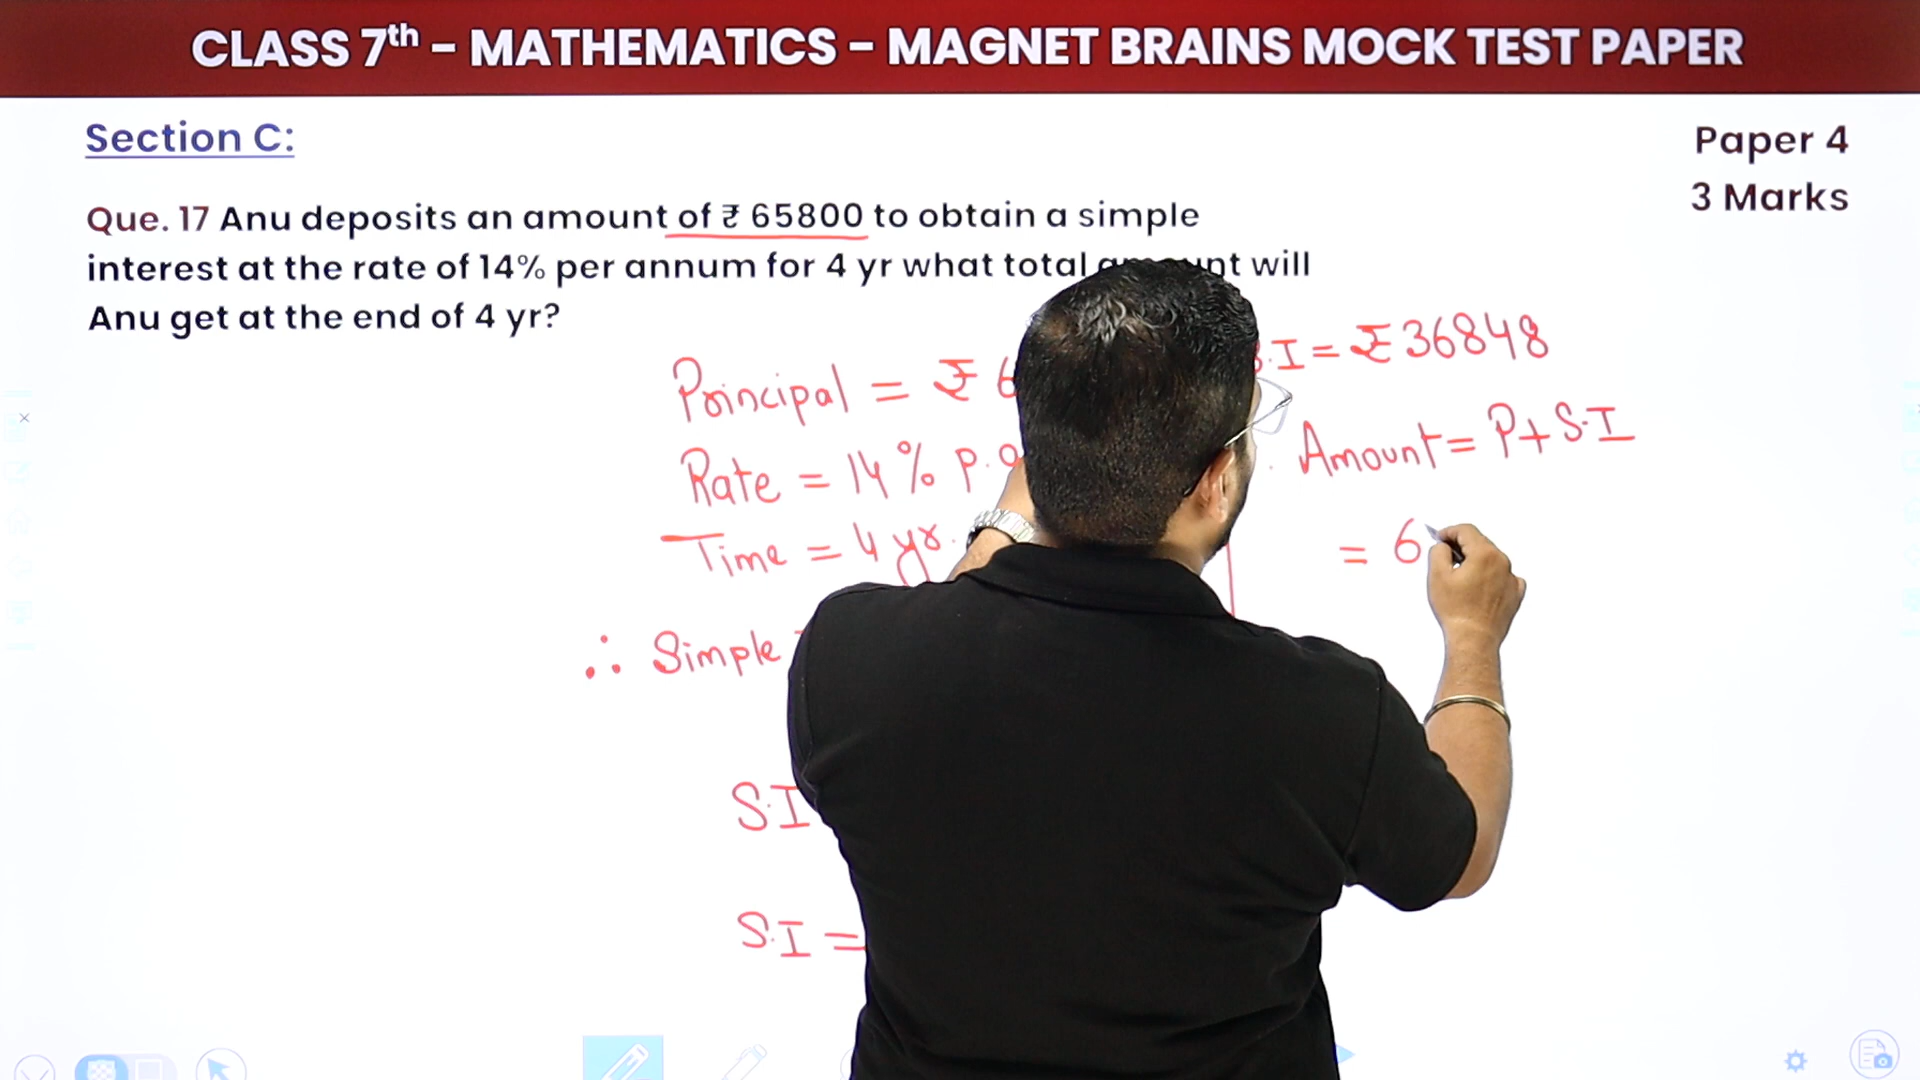 CLASS 7th – MATHEMATICS – MAGNET BRAINS MOCK TEST PAPER
Section C:
Paper 4
3 Marks
Que. 17 Anu deposits an amount of ₹ 65800 to obtain a simple
interest at the rate of 14% per annum for 4 yr what total amount will
Anu get at the end of 4 yr?
Principal = ₹ 6
Rate = 14% p.a
Time = 4 yr.
∴ Simple
S.I
S.I =
S.I = ₹ 36848
Amount = P + S.I
= 6